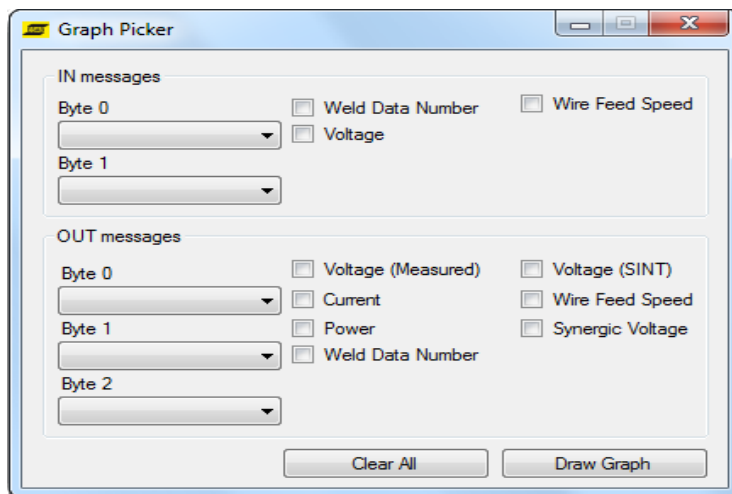 Graph Picker
IN messages
Byte 0
Weld Data Number
Wire Feed Speed
Voltage
Byte 1
OUT messages
Byte 0
Voltage (Measured)
Voltage (SINT)
Current
Wire Feed Speed
Byte 1
Power
Synergic Voltage
Weld Data Number
Byte 2
Clear All
Draw Graph